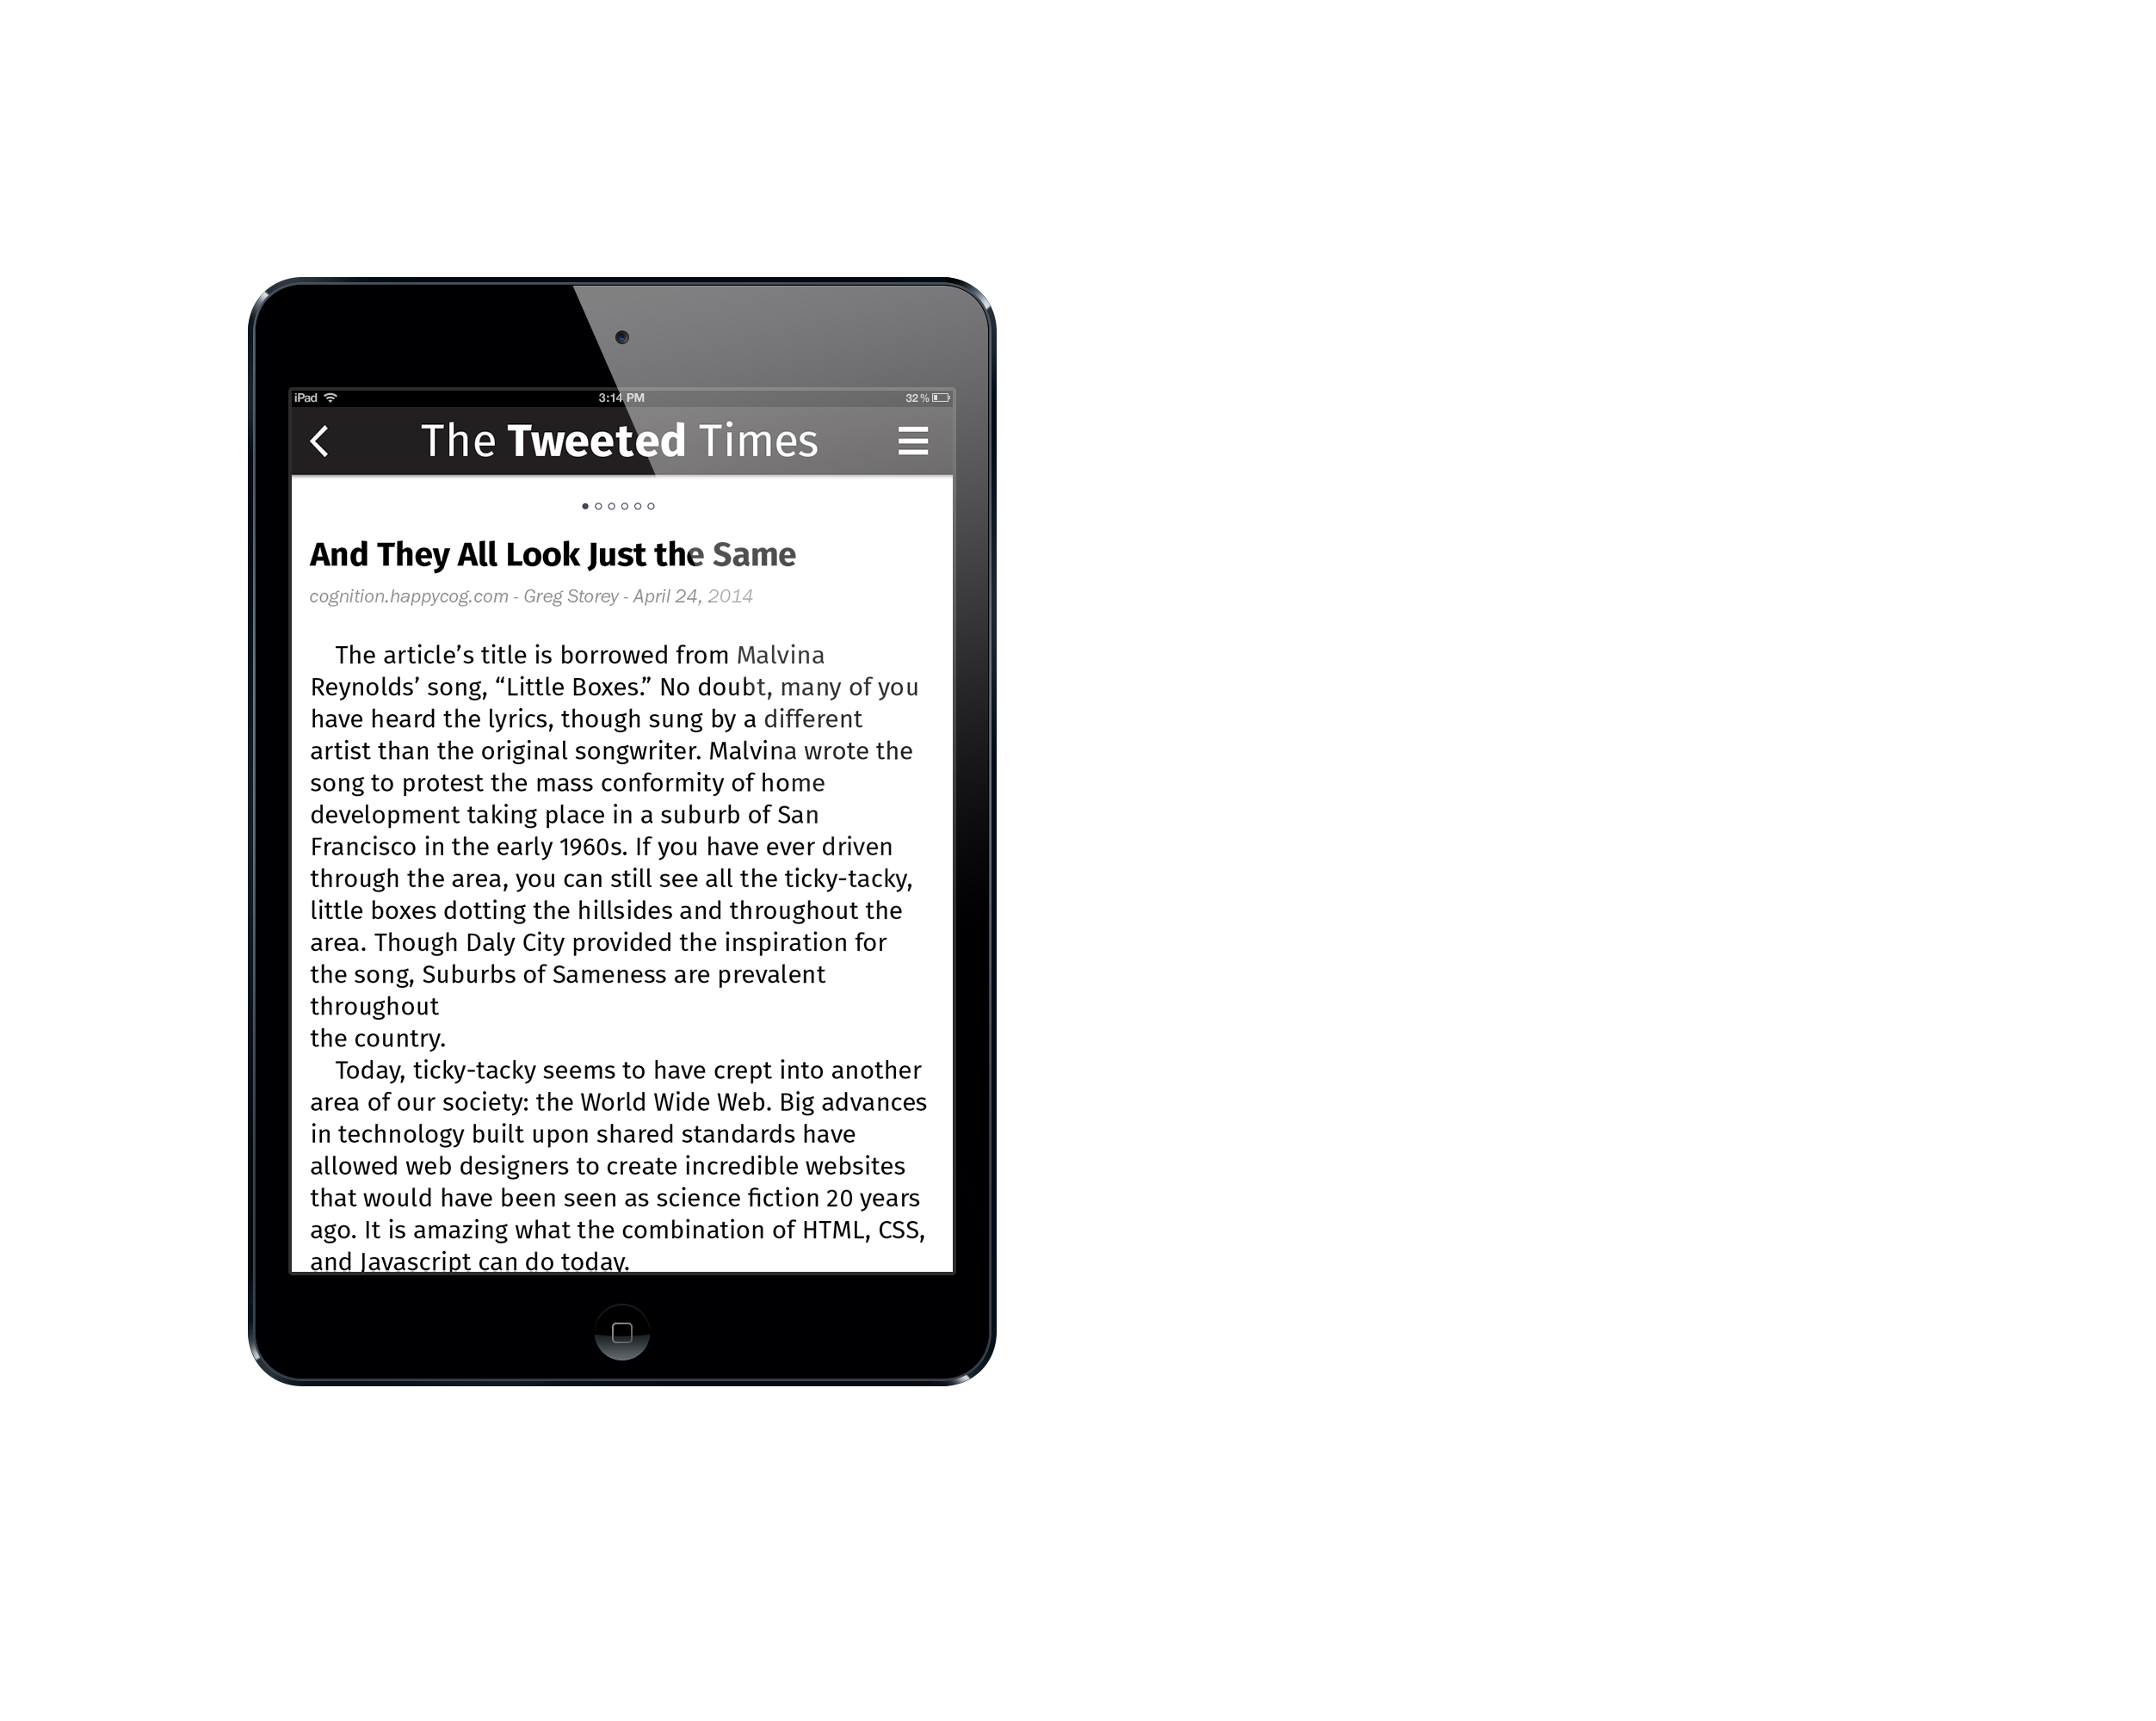 iPad 3:14 PM 32 %
The Tweeted Times
And They All Look Just the Same
cognition.happycog.com - Greg Storey - April 24, 2014
The article’s title is borrowed from Malvina
Reynolds’ song, “Little Boxes.” No doubt, many of you
have heard the lyrics, though sung by a different
artist than the original songwriter. Malvina wrote the
song to protest the mass conformity of home
development taking place in a suburb of San
Francisco in the early 1960s. If you have ever driven
through the area, you can still see all the ticky-tacky,
little boxes dotting the hillsides and throughout the
area. Though Daly City provided the inspiration for
the song, Suburbs of Sameness are prevalent
throughout
the country.
Today, ticky-tacky seems to have crept into another
area of our society: the World Wide Web. Big advances
in technology built upon shared standards have
allowed web designers to create incredible websites
that would have been seen as science fiction 20 years
ago. It is amazing what the combination of HTML, CSS,
and Javascript can do today.